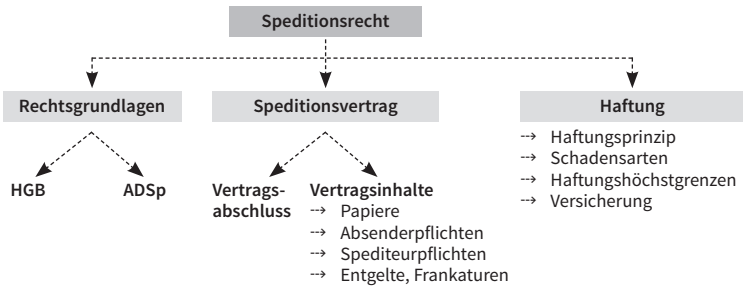 Speditionsrecht
Rechtsgrundlagen
Speditionsvertrag
Haftung
HGB
ADSp
Vertrags-
abschluss
Vertragsinhalte
⇢ Papiere
⇢ Absenderpflichten
⇢ Spediteurpflichten
⇢ Entgelte, Frankaturen
⇢ Haftungsprinzip
⇢ Schadensarten
⇢ Haftungshöchstgrenzen
⇢ Versicherung